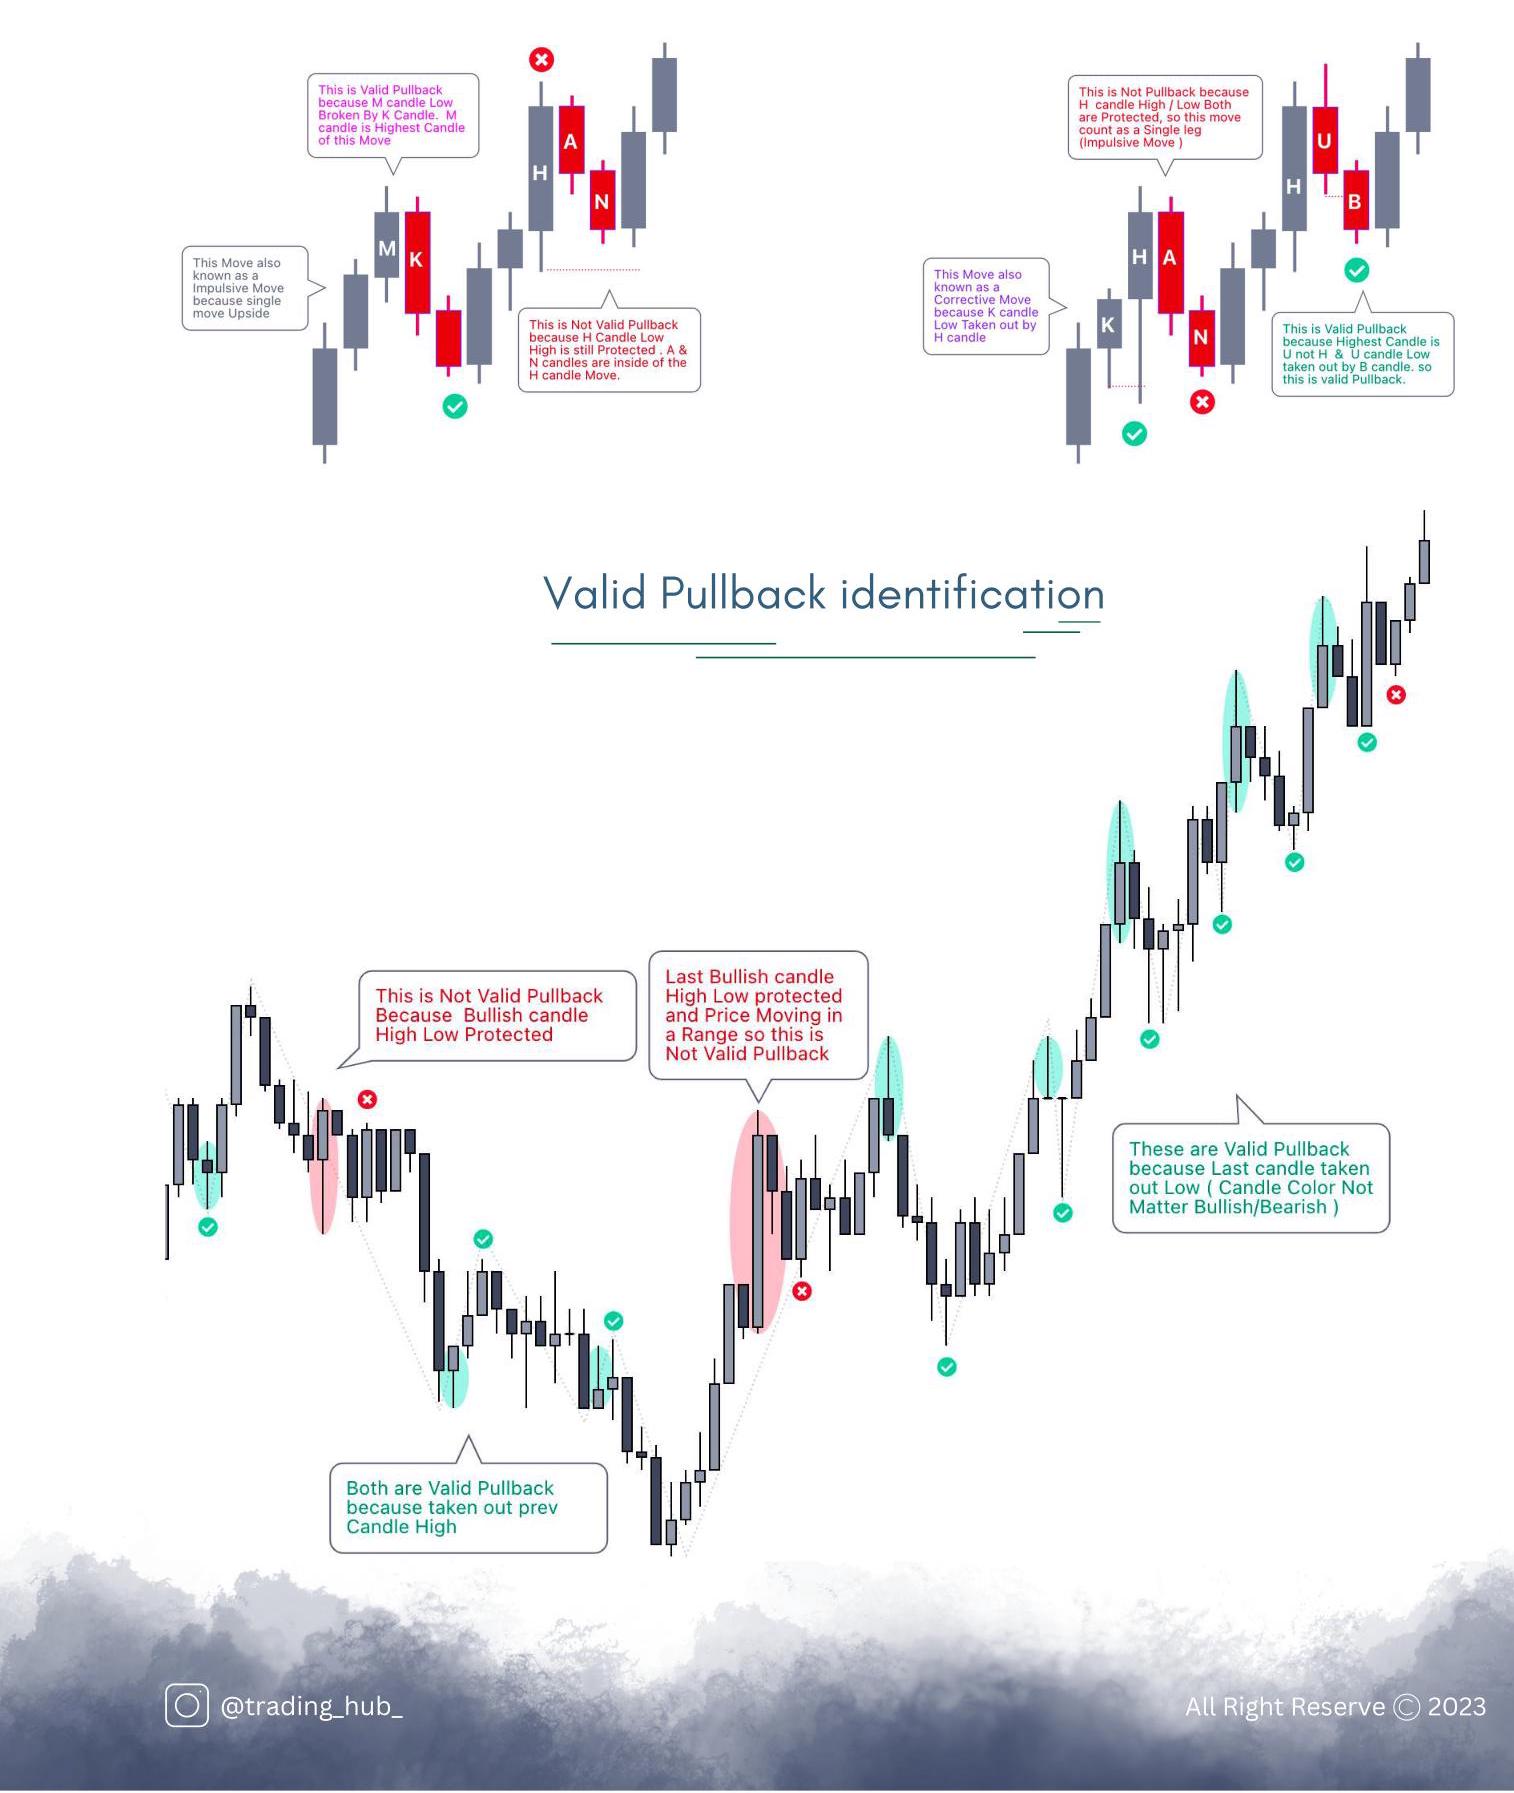 This is Valid Pullback
because M candle Low
Broken By K Candle. M
candle is Highest Candle
of this Move
This Move also
known as a
Impulsive Move
because single
move Upside
M
K
H
A
N
This is Not Valid Pullback
because H Candle Low
High is still Protected . A &
N candles are inside of the
H candle Move.
This is Not Pullback because
H candle High / Low Both
are Protected, so this move
count as a Single leg
(Impulsive Move )
This Move also
known as a
Corrective Move
because K candle
Low Taken out by
H candle
K
H
A
N
H
U
B
This is Valid Pullback
because Highest Candle is
U not H & U candle Low
taken out by B candle. so
this is valid Pullback.
Valid Pullback identification
This is Not Valid Pullback
Because Bullish candle
High Low Protected
Last Bullish candle
High Low protected
and Price Moving in
a Range so this is
Not Valid Pullback
These are Valid Pullback
because Last candle taken
out Low ( Candle Color Not
Matter Bullish/Bearish )
Both are Valid Pullback
because taken out prev
Candle High
@trading_hub_
All Right Reserve © 2023